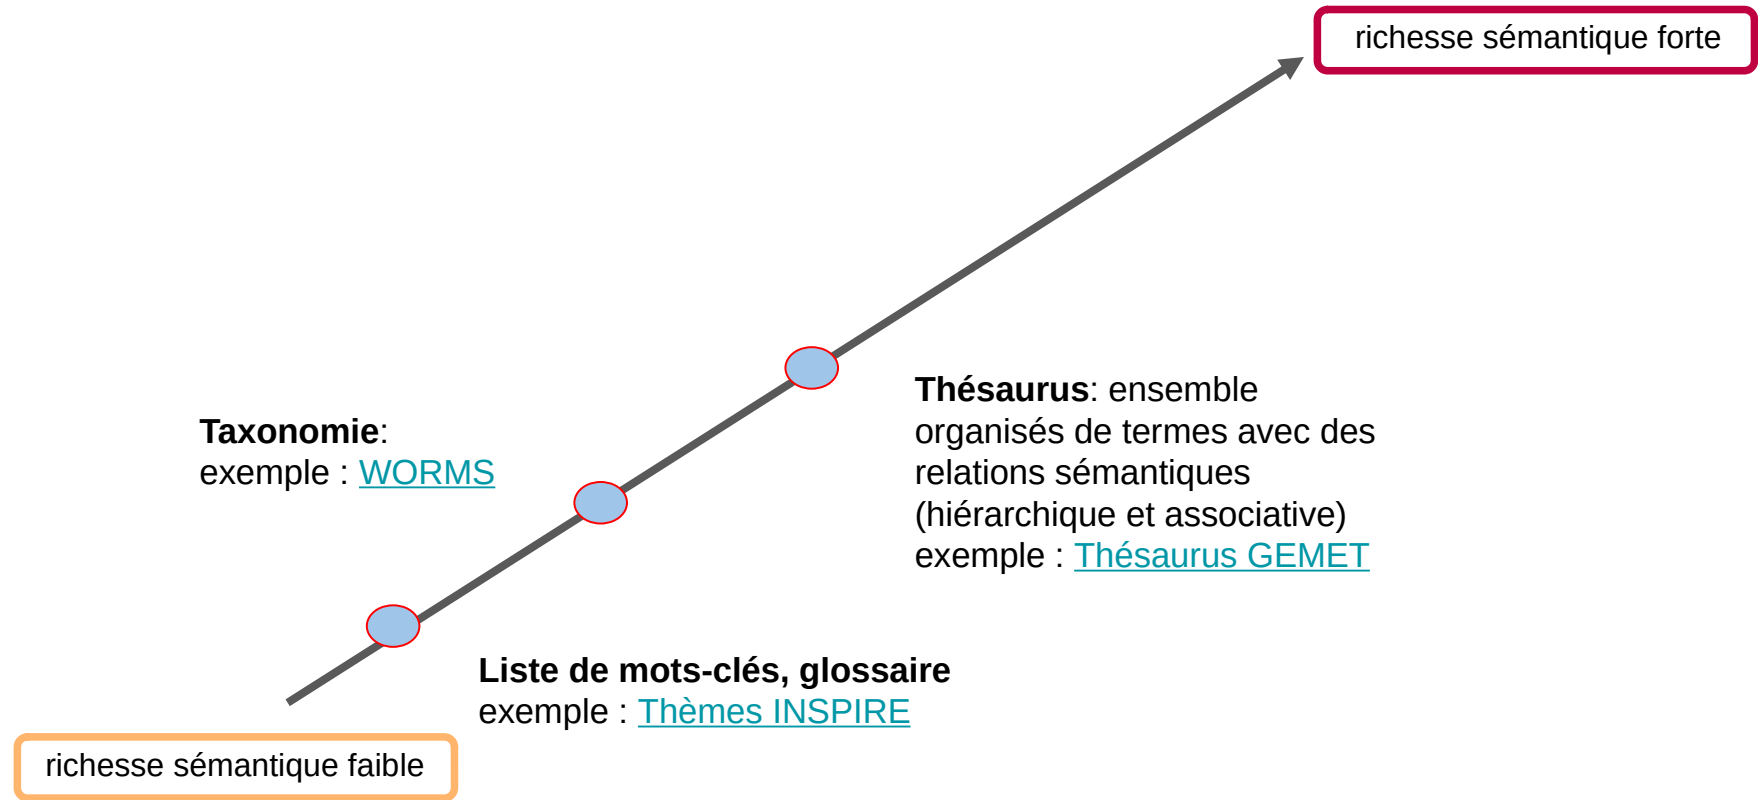 richesse sémantique forte
Thésaurus: ensemble
organisés de termes avec des
relations sémantiques
(hiérarchique et associative)
exemple : Thésaurus GEMET
Taxonomie:
exemple : WORMS
Liste de mots-clés, glossaire
exemple : Thèmes INSPIRE
richesse sémantique faible